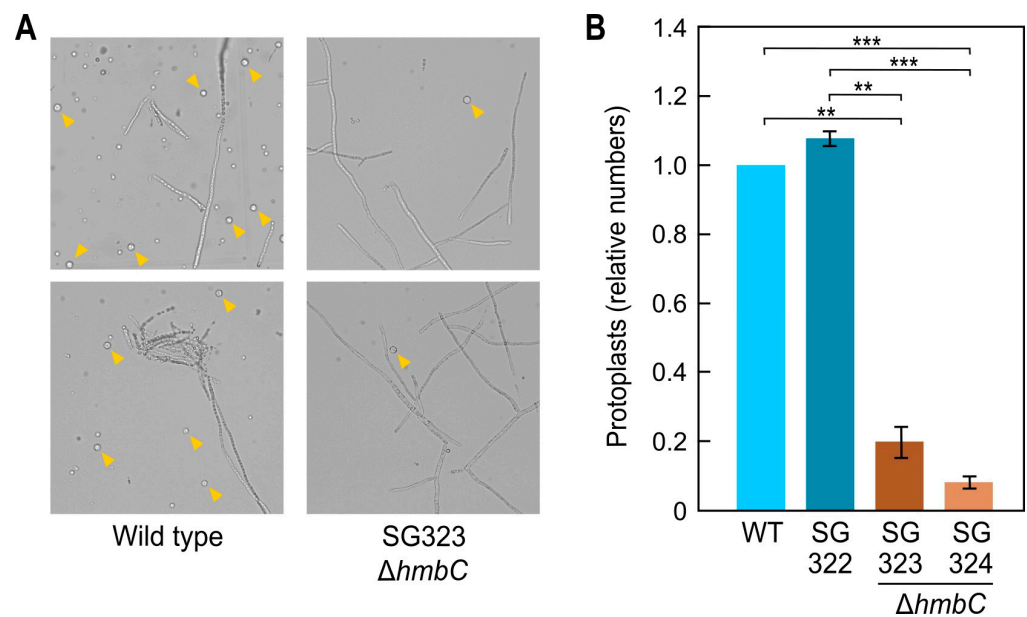 A
Wild type
SG323
ΔhmbC
B
Protoplasts (relative numbers)
1.4
1.2
1.0
0.8
0.6
0.4
0.2
0
***
***
**
**
WT
SG
322
SG
323
SG
324
ΔhmbC